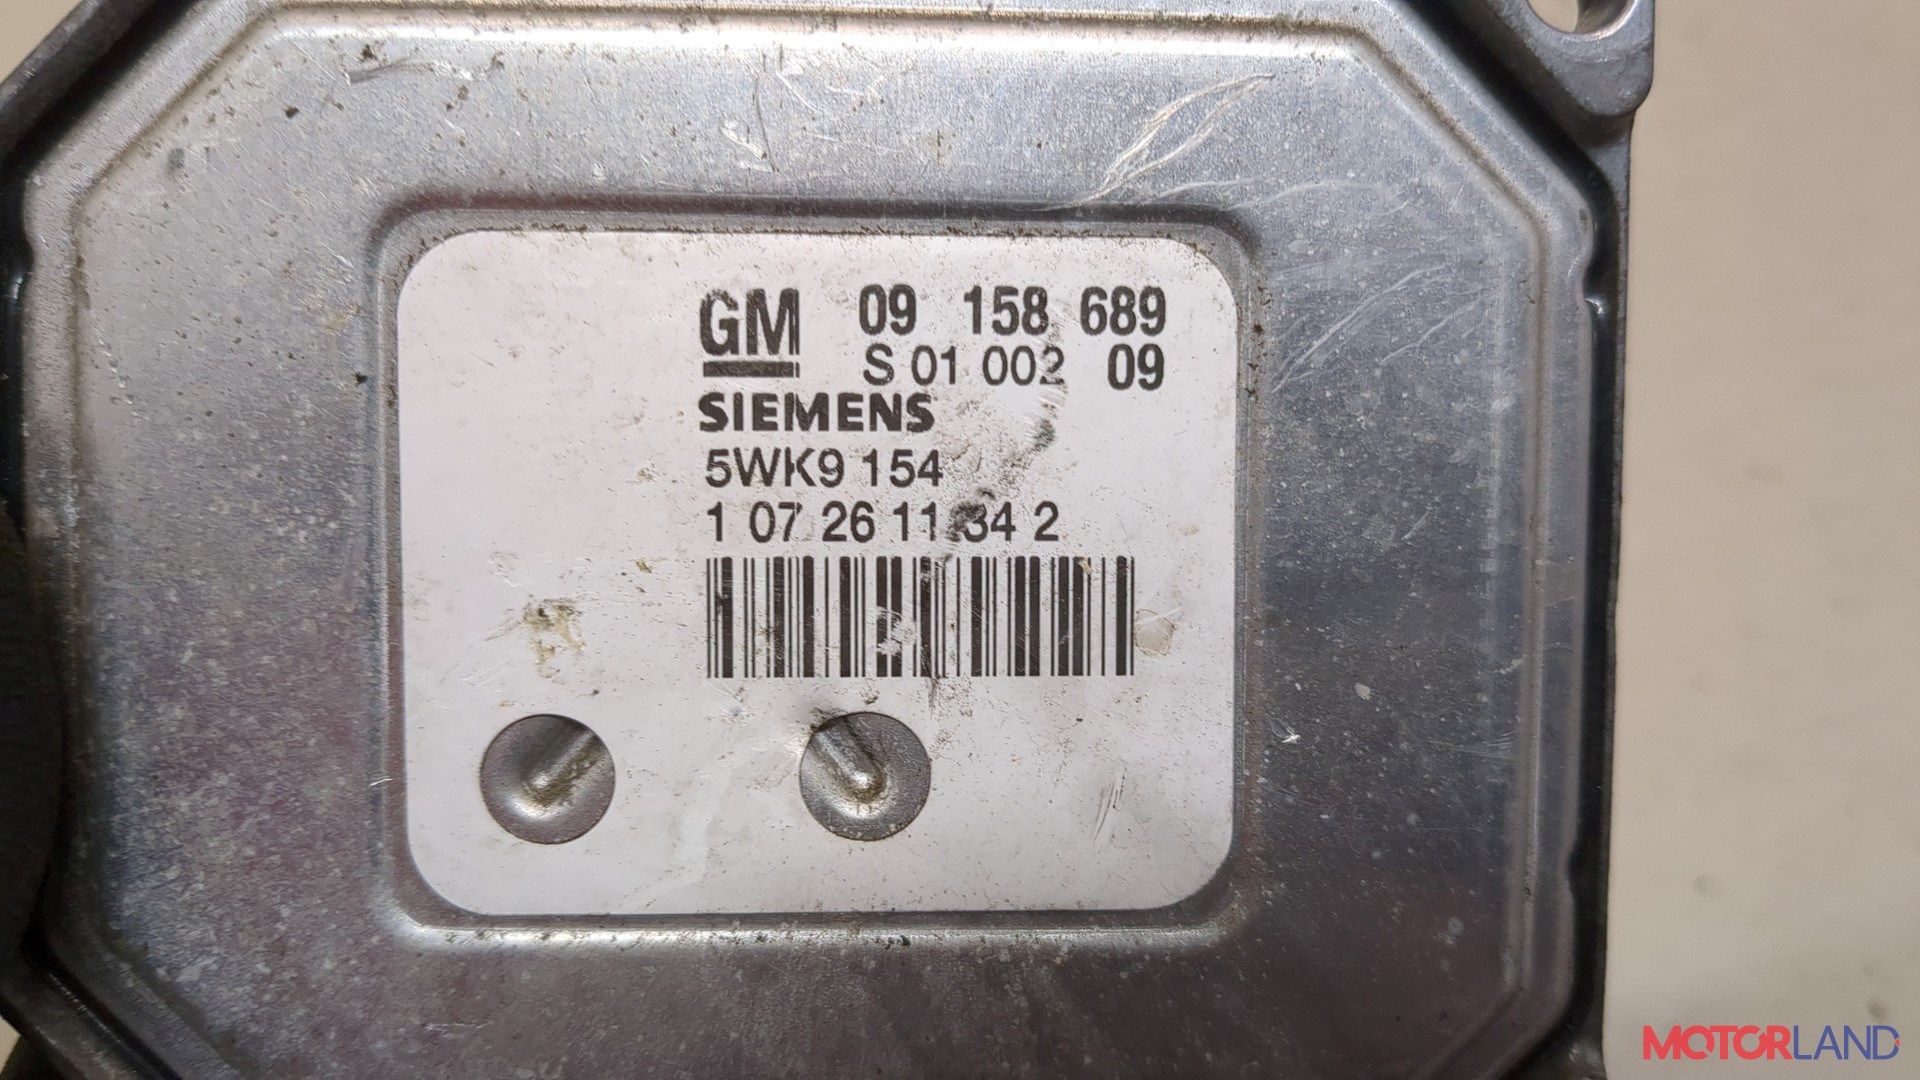 GM 09 158 689
S 01 002 09
SIEMENS
5WK9 154
1 07 26 11 34 2
MOTORLAND